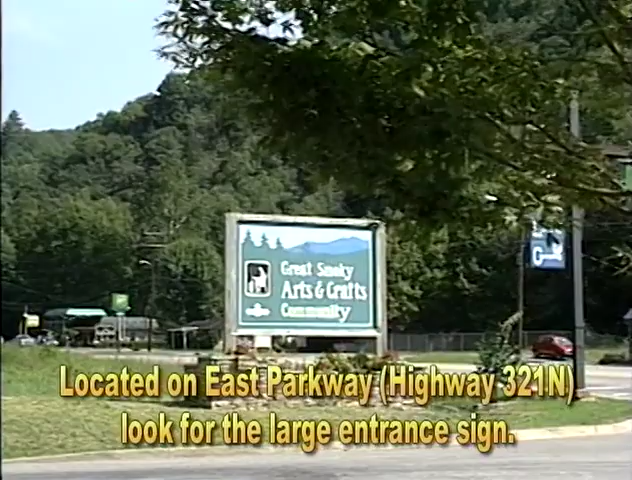 Great Smoky
Arts & Crafts
Community
Located on East Parkway (Highway 321N)
look for the large entrance sign.